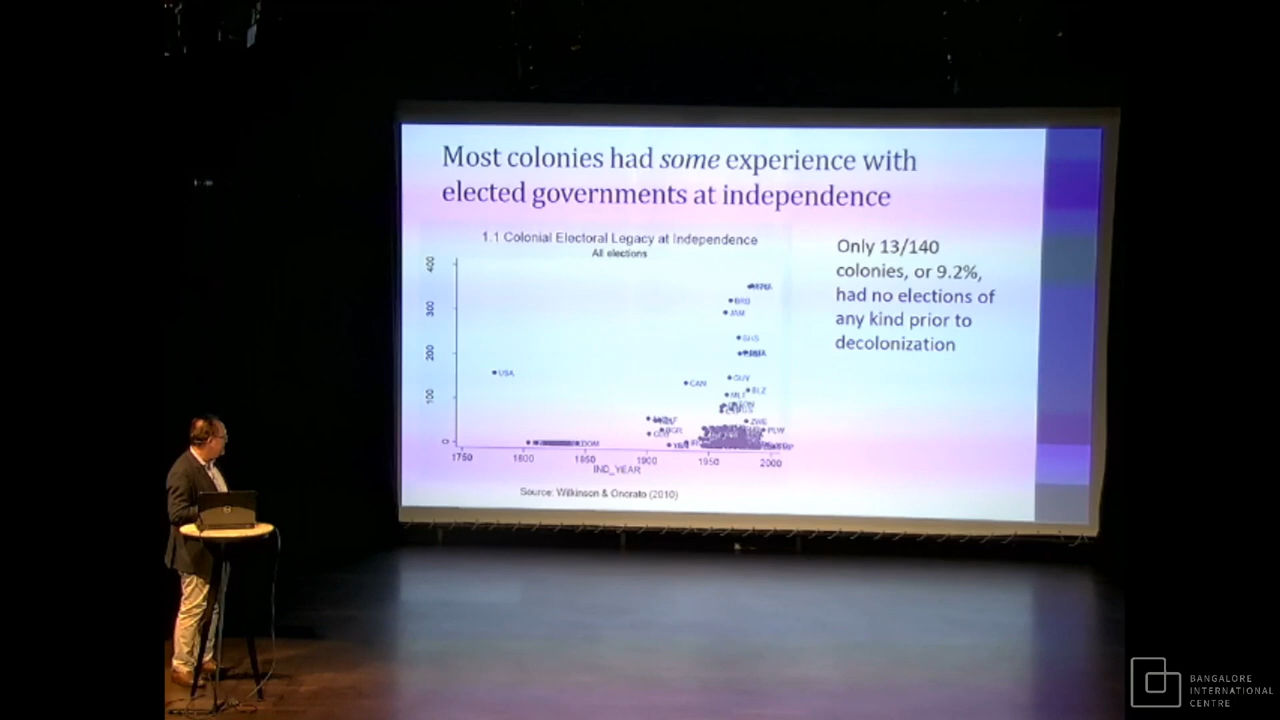 Most colonies had some experience with
elected governments at independence
1.1 Colonial Electoral Legacy at Independence
All elections
Only 13/140
colonies, or 9.2%,
had no elections of
any kind prior to
decolonization
400
300
200
100
0
BRB
JAM
BHS
USA
CAN
GUY
BLZ
MLT
ZWE
PLW
DOM
1750
1800
1850
1900
1950
2000
IND_YEAR
Source: Wilkinson & Onorato (2010)
BANGALORE
INTERNATIONAL
CENTRE